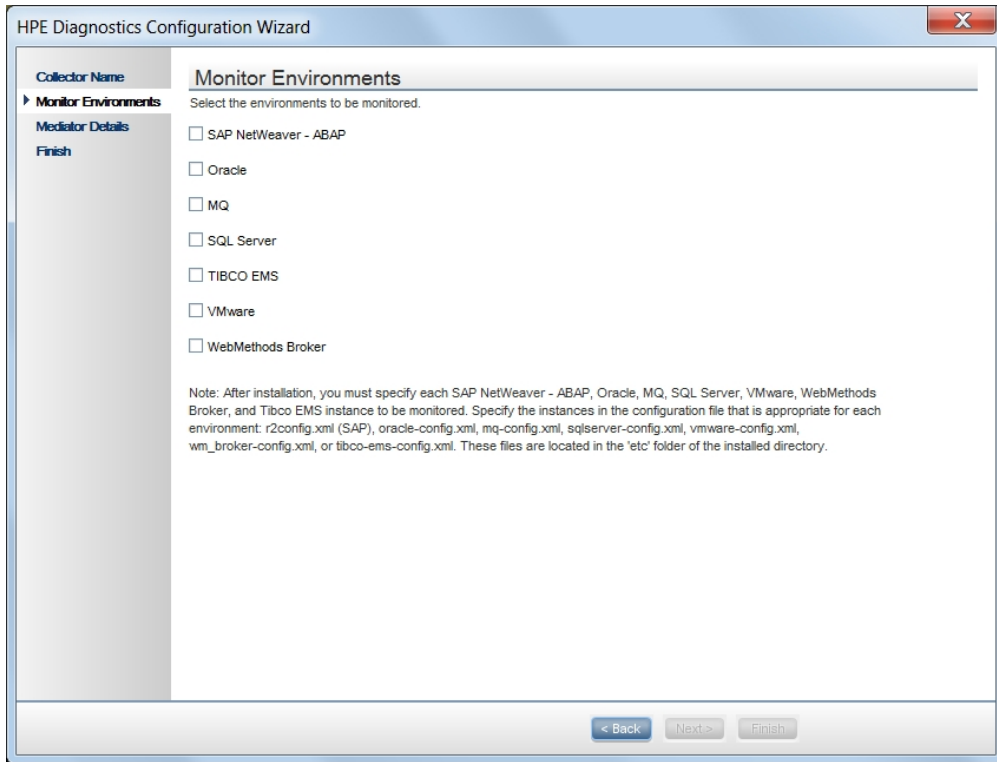 HPE Diagnostics Configuration Wizard
X
Collector Name
Monitor Environments
Mediator Details
Finish
Monitor Environments
Select the environments to be monitored.
SAP NetWeaver - ABAP
Oracle
MQ
SQL Server
TIBCO EMS
VMware
WebMethods Broker
Note: After installation, you must specify each SAP NetWeaver - ABAP, Oracle, MQ, SQL Server, VMware, WebMethods
Broker, and Tibco EMS instance to be monitored. Specify the instances in the configuration file that is appropriate for each
environment: r2config.xml (SAP), oracle-config.xml, mq-config.xml, sqlserver-config.xml, vmware-config.xml,
wm_broker-config.xml, or tibco-ems-config.xml. These files are located in the 'etc' folder of the installed directory.
< Back Next > Finish